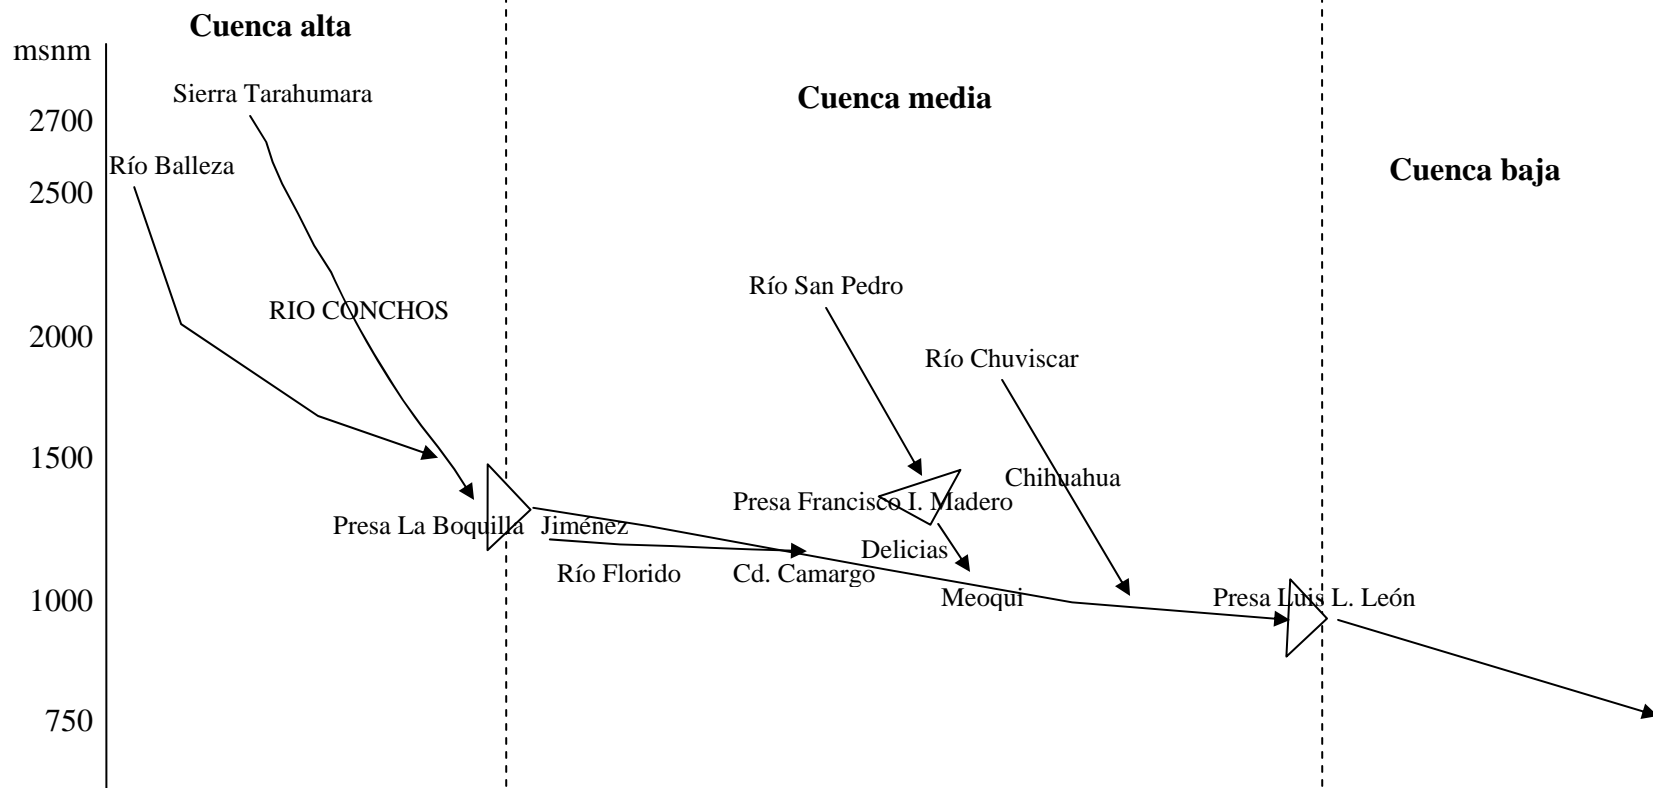 Cuenca alta
msnm
Sierra Tarahumara
Cuenca media
2700
Río Balleza
Cuenca baja
2500
Río San Pedro
RIO CONCHOS
2000
Río Chuviscar
1500
Chihuahua
Presa Francisco I. Madero
Presa La Boquilla
Jiménez
Delicias
Río Florido
Cd. Camargo
1000
Meoqui
Presa Luis L. León
750